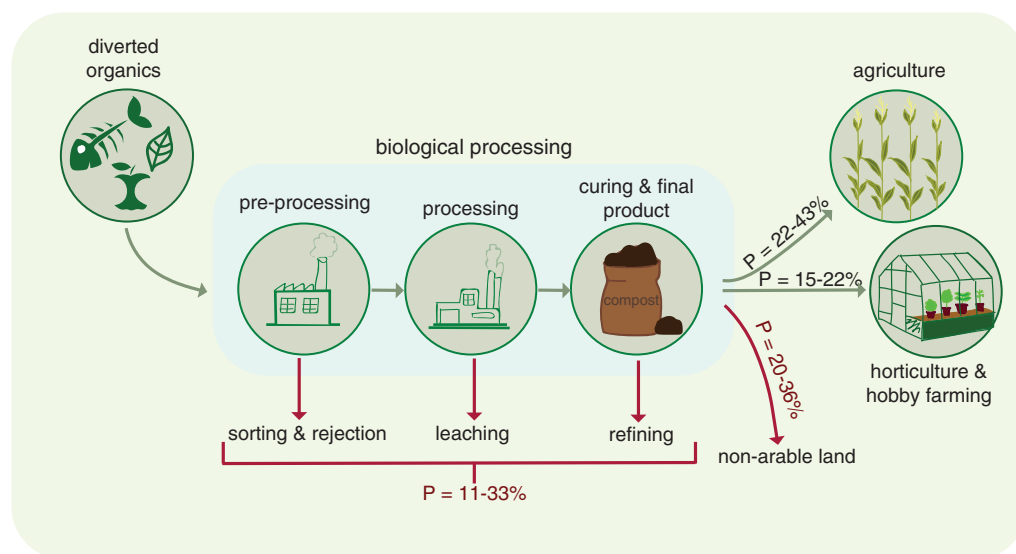 diverted
organics
agriculture
biological processing
pre-processing
processing
curing & final
product
compost
P = 22-43%
P = 15-22%
P = 20-36%
horticulture &
hobby farming
sorting & rejection
leaching
refining
non-arable land
P = 11-33%